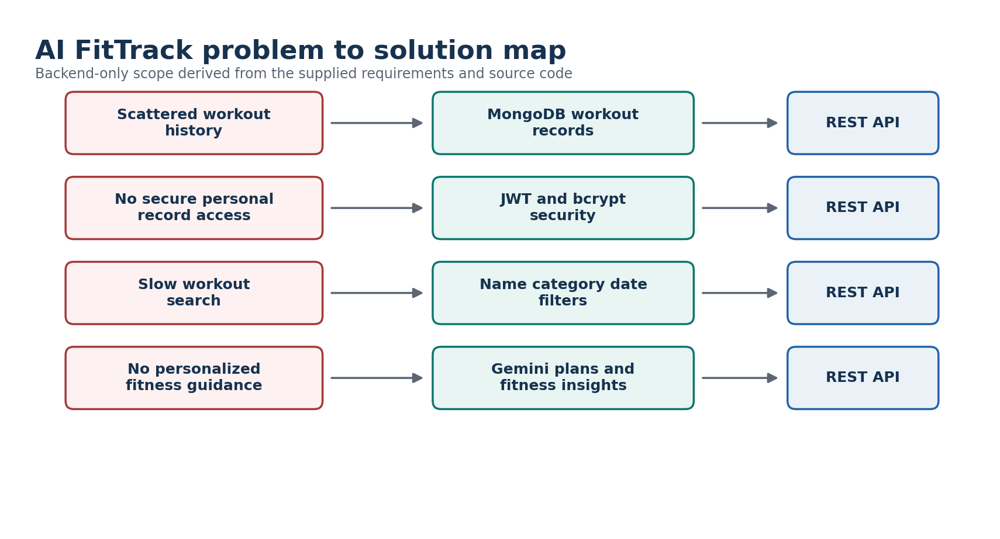 AI FitTrack problem to solution map
Backend-only scope derived from the supplied requirements and source code
Scattered workout
history
MongoDB workout
records
REST API
No secure personal
record access
JWT and bcrypt
security
REST API
Slow workout
search
Name category date
filters
REST API
No personalized
fitness guidance
Gemini plans and
fitness insights
REST API